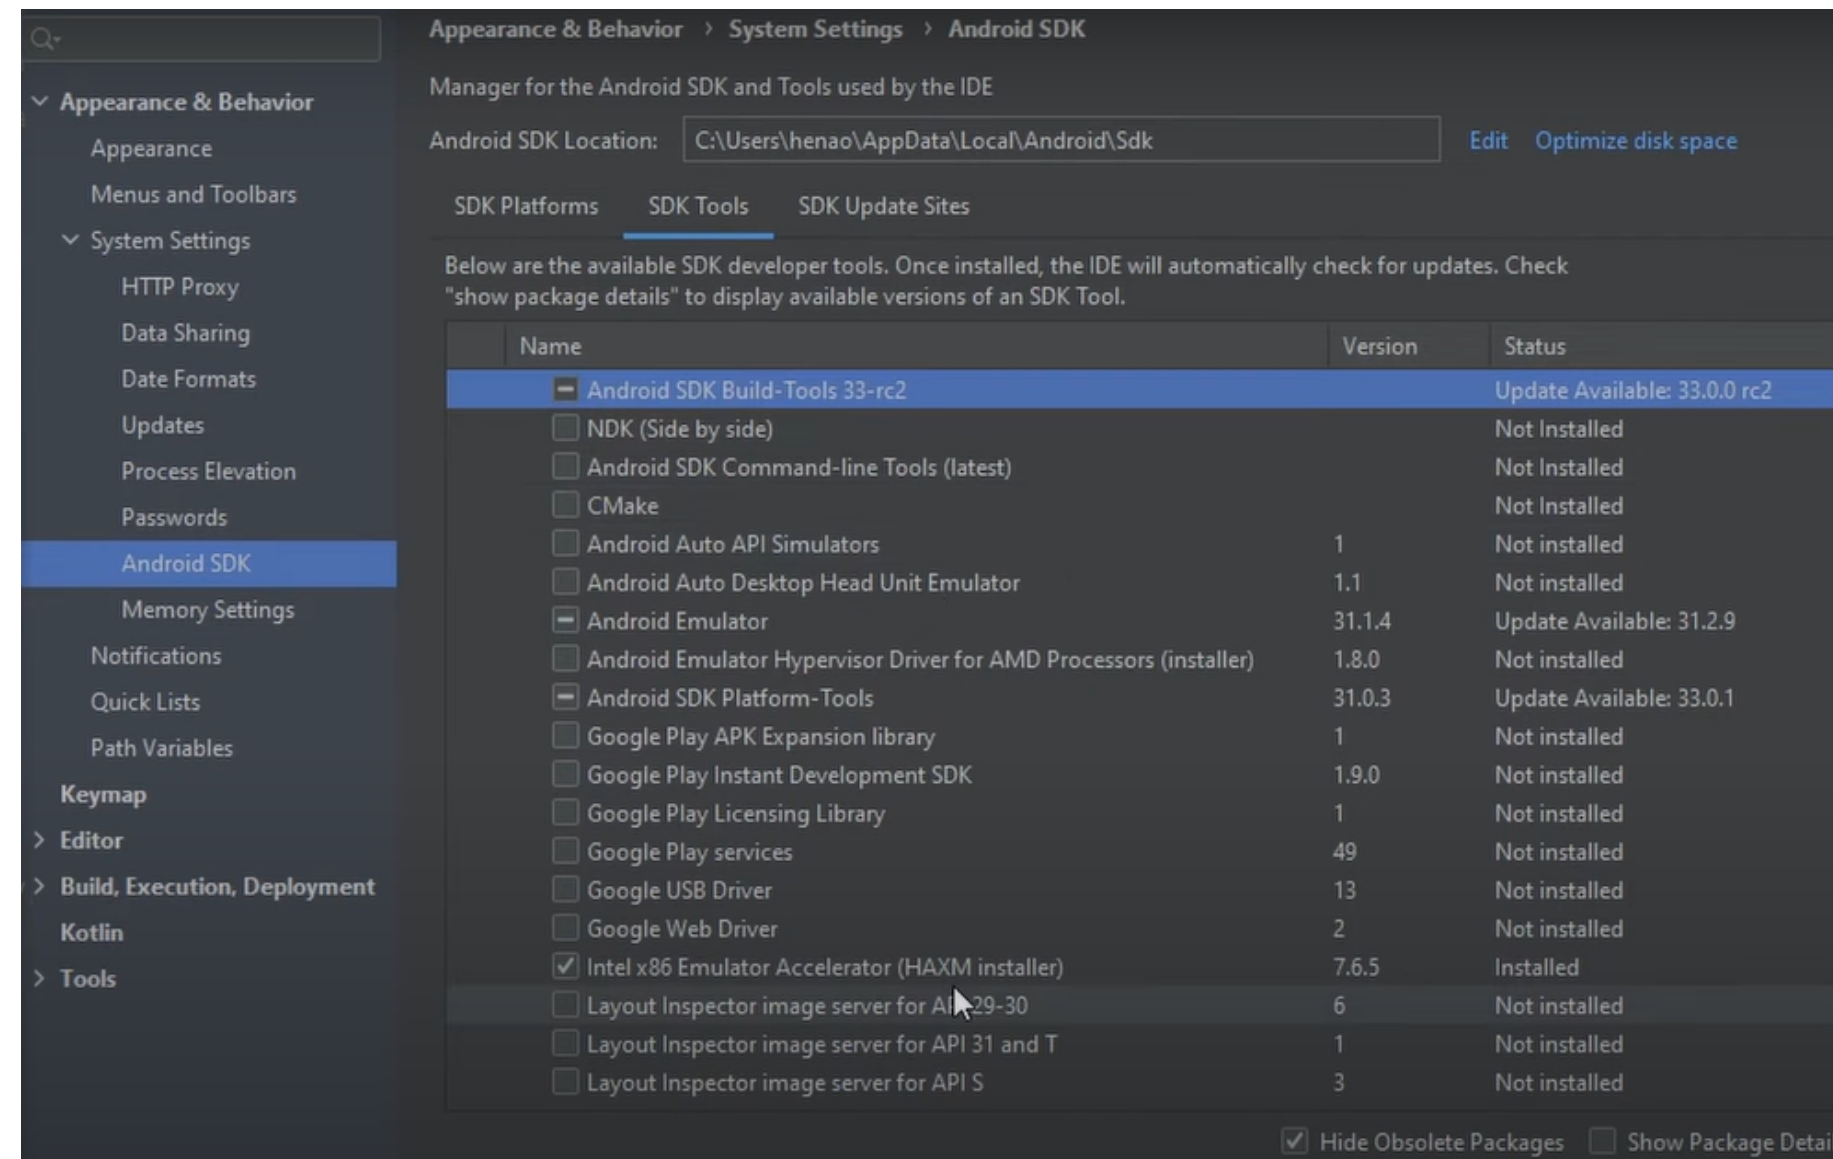 Appearance & Behavior
Appearance
Menus and Toolbars
System Settings
HTTP Proxy
Data Sharing
Date Formats
Updates
Process Elevation
Passwords
Android SDK
Memory Settings
Notifications
Quick Lists
Path Variables
Keymap
Editor
Build, Execution, Deployment
Kotlin
Tools
Appearance & Behavior › System Settings › Android SDK
Manager for the Android SDK and Tools used by the IDE
Android SDK Location: C:\Users\henao\AppData\Local\Android\Sdk Edit Optimize disk space
SDK Platforms SDK Tools SDK Update Sites
Below are the available SDK developer tools. Once installed, the IDE will automatically check for updates. Check
"show package details" to display available versions of an SDK Tool.
Name Version Status
Android SDK Build-Tools 33-rc2 Update Available: 33.0.0 rc2
NDK (Side by side) Not Installed
Android SDK Command-line Tools (latest) Not Installed
CMake Not Installed
Android Auto API Simulators 1 Not installed
Android Auto Desktop Head Unit Emulator 1.1 Not installed
Android Emulator 31.1.4 Update Available: 31.2.9
Android Emulator Hypervisor Driver for AMD Processors (installer) 1.8.0 Not installed
Android SDK Platform-Tools 31.0.3 Update Available: 33.0.1
Google Play APK Expansion library 1 Not installed
Google Play Instant Development SDK 1.9.0 Not installed
Google Play Licensing Library 1 Not installed
Google Play services 49 Not installed
Google USB Driver 13 Not installed
Google Web Driver 2 Not installed
Intel x86 Emulator Accelerator (HAXM installer) 7.6.5 Installed
Layout Inspector image server for API 29-30 6 Not installed
Layout Inspector image server for API 31 and T 1 Not installed
Layout Inspector image server for API S 3 Not installed
Hide Obsolete Packages Show Package Detai